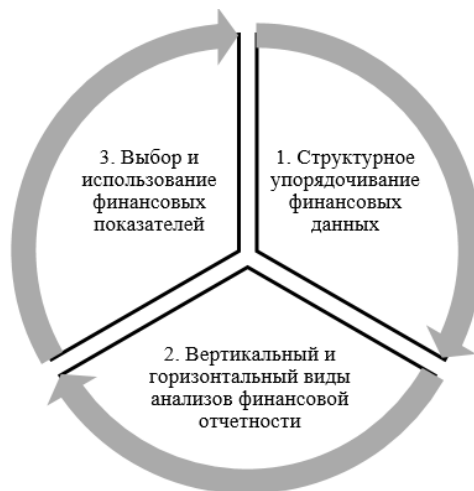 1. Структурное
упорядочивание
финансовых
данных
2. Вертикальный и
горизонтальный виды
анализов финансовой
отчетности
3. Выбор и
использование
финансовых
показателей